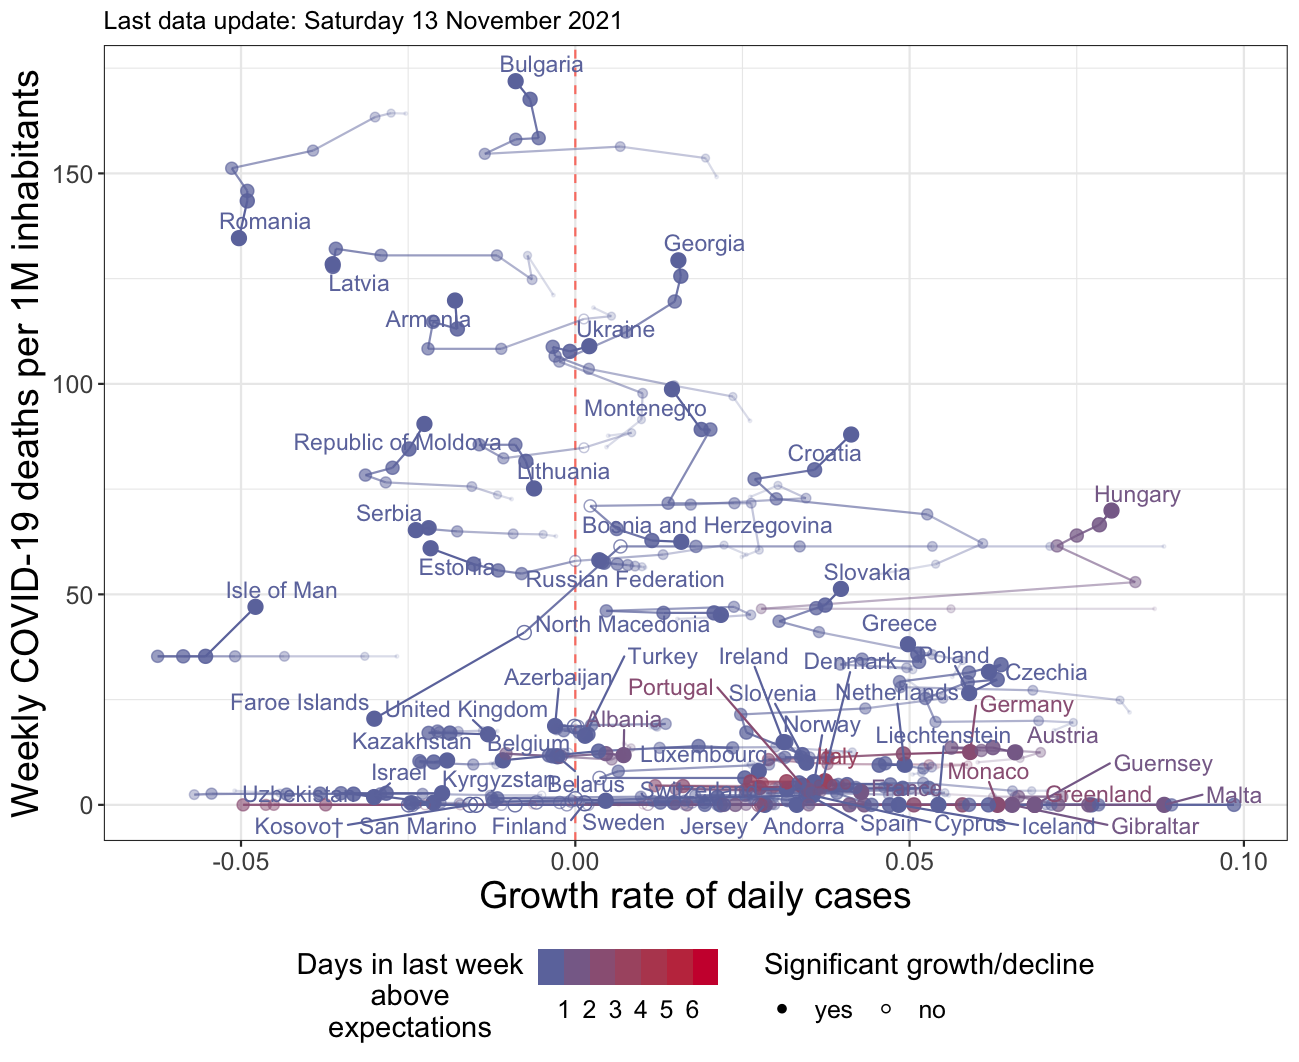 Last data update: Saturday 13 November 2021
Weekly COVID-19 deaths per 1M inhabitants
Bulgaria
150
Romania
Georgia
Latvia
Armenia
Ukraine
100
Montenegro
Republic of Moldova
Croatia
Lithuania
Hungary
Serbia
Bosnia and Herzegovina
Estonia
Russian Federation
Slovakia
50
Isle of Man
North Macedonia
Greece
Turkey
Ireland
Denmark
Poland
Azerbaijan
Portugal
Slovenia
Netherlands
Czechia
Faroe Islands
United Kingdom
Albania
Norway
Germany
Kazakhstan
Belgium
Luxembourg
Italy
Liechtenstein
Austria
Israel
Kyrgyzstan
Belarus
Monaco
Guernsey
Uzbekistan
Switzerland
France
Greenland
Malta
0
Kosovo†
San Marino
Finland
Sweden
Jersey
Andorra
Spain
Cyprus
Iceland
Gibraltar
-0.05
0.00
0.05
0.10
Growth rate of daily cases
Days in last week
above
expectations
1 2 3 4 5 6
Significant growth/decline
yes
no